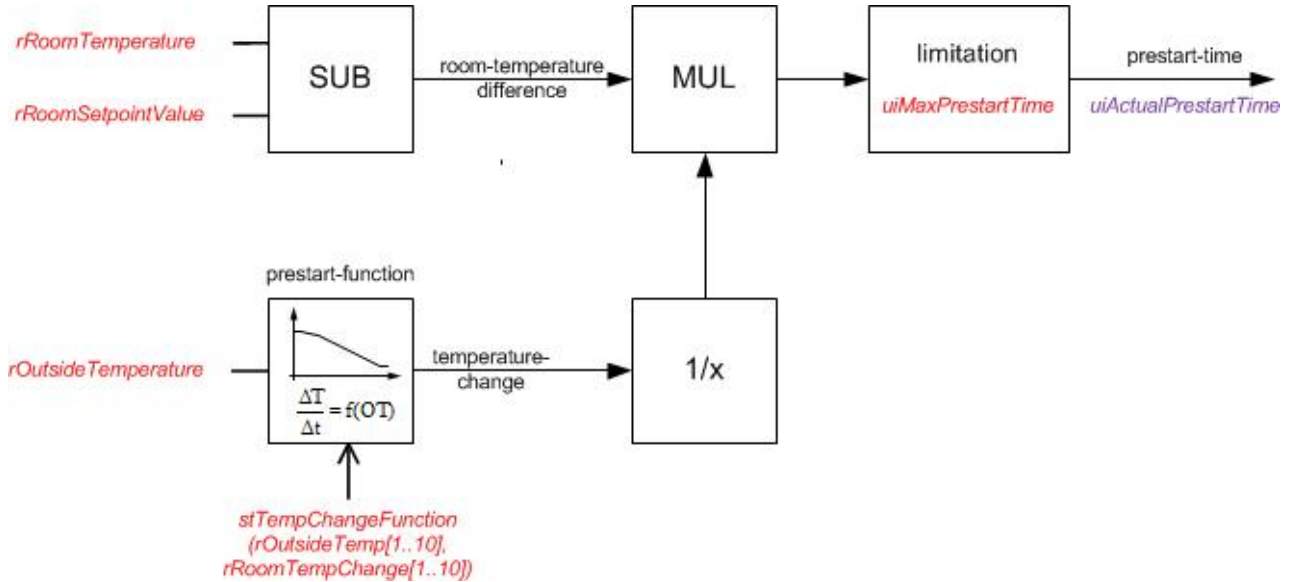 rRoomTemperature
rRoomSetpointValue
SUB
room-temperature
difference
MUL
limitation
uiMaxPrestartTime
prestart-time
uiActualPrestartTime
prestart-function
rOutsideTemperature
ΔT
Δt
= f(OT)
temperature-
change
1/x
stTempChangeFunction
(rOutsideTemp[1..10],
rRoomTempChange[1..10])